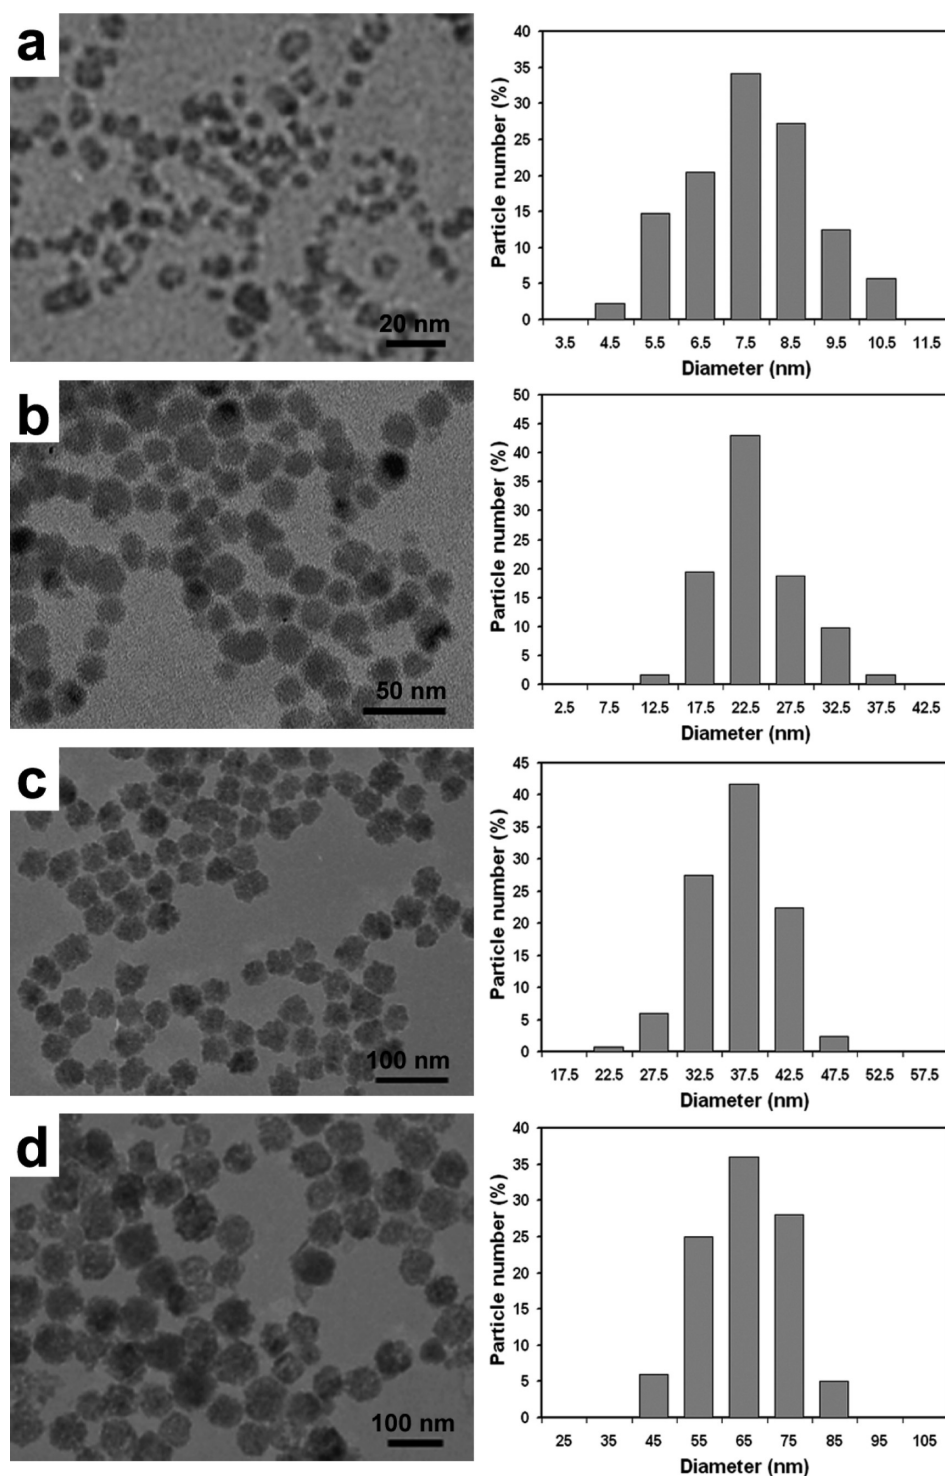 a
20 nm
Particle number (%)
40
35
30
25
20
15
10
5
0
3.5 4.5 5.5 6.5 7.5 8.5 9.5 10.5 11.5
Diameter (nm)
b
50 nm
Particle number (%)
50
45
40
35
30
25
20
15
10
5
0
2.5 7.5 12.5 17.5 22.5 27.5 32.5 37.5 42.5
Diameter (nm)
c
100 nm
Particle number (%)
45
40
35
30
25
20
15
10
5
0
17.5 22.5 27.5 32.5 37.5 42.5 47.5 52.5 57.5
Diameter (nm)
d
100 nm
Particle number (%)
40
35
30
25
20
15
10
5
0
25 35 45 55 65 75 85 95 105
Diameter (nm)